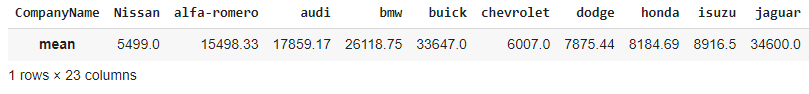 CompanyName Nissan alfa-romero audi bmw buick chevrolet dodge honda isuzu jaguar
mean 5499.0 15498.33 17859.17 26118.75 33647.0 6007.0 7875.44 8184.69 8916.5 34600.0
1 rows × 23 columns